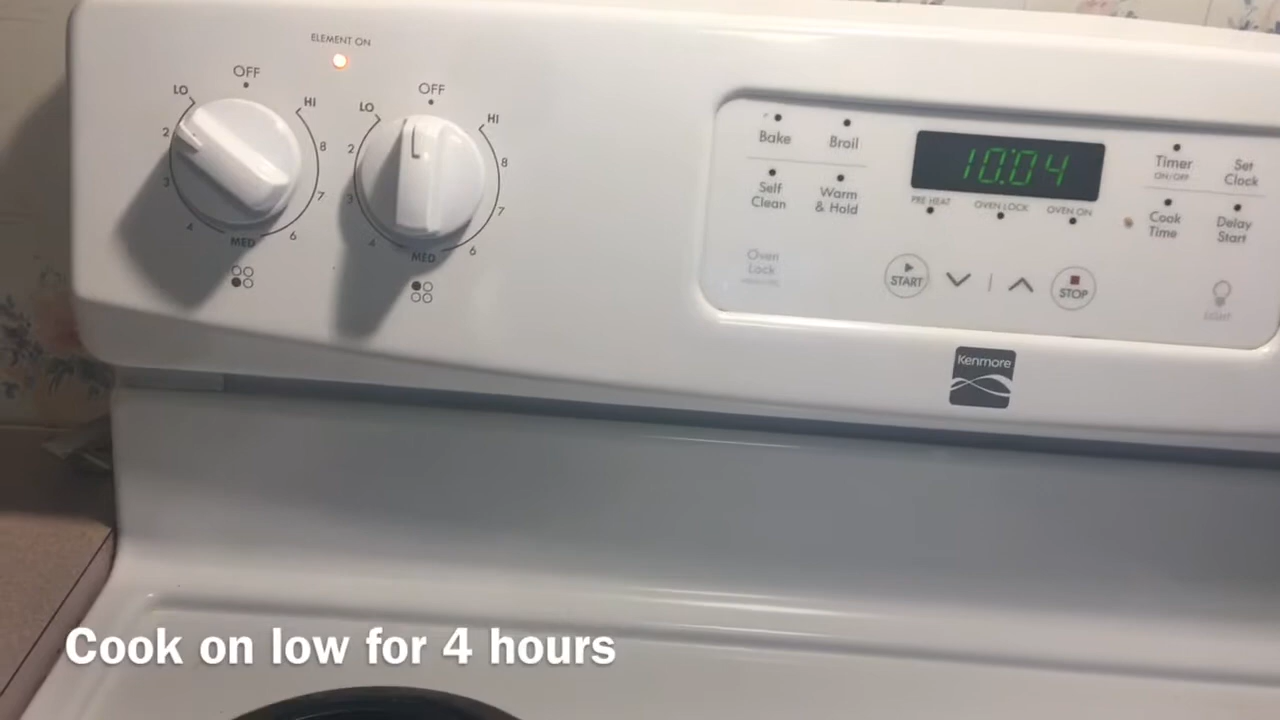 ELEMENT ON
OFF
LO
HI
2
8
3
7
4
6
MED
OFF
LO
HI
2
8
3
7
4
6
MED
Bake
Broil
Self
Clean
Warm
& Hold
Oven
Lock
10:04
PRE HEAT
OVEN LOCK
OVEN ON
START
STOP
Timer
ON/OFF
Set
Clock
Cook
Time
Delay
Start
LIGHT
Kenmore
Cook on low for 4 hours